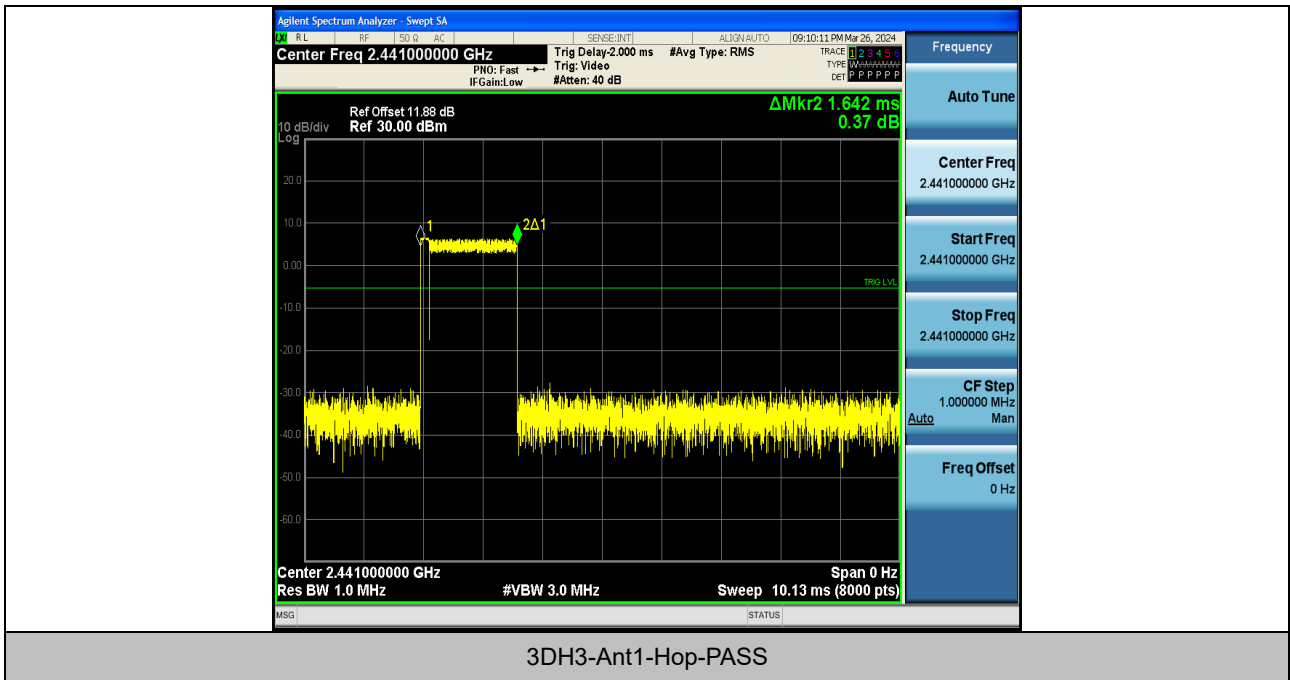 Agilent Spectrum Analyzer - Swept SA
LXI RL RF 50 Ω AC SENSE:INT ALIGN AUTO 09:10:11 PM Mar 26, 2024
Center Freq 2.441000000 GHz
PNO: Fast
IFGain:Low
Trig Delay-2.000 ms
Trig: Video
#Atten: 40 dB
#Avg Type: RMS
TRACE 1 2 3 4 5 6
TYPE W
DET P P P P P P
ΔMkr2 1.642 ms
0.37 dB
Ref Offset 11.88 dB
Ref 30.00 dBm
10 dB/div
Log
20.0
10.0
0.00
-10.0
-20.0
-30.0
-40.0
-50.0
-60.0
1
2Δ1
TRIG LVL
Center 2.441000000 GHz Span 0 Hz
Res BW 1.0 MHz #VBW 3.0 MHz Sweep 10.13 ms (8000 pts)
MSG STATUS
Frequency
Auto Tune
Center Freq
2.441000000 GHz
Start Freq
2.441000000 GHz
Stop Freq
2.441000000 GHz
CF Step
1.000000 MHz
Auto Man
Freq Offset
0 Hz
3DH3-Ant1-Hop-PASS